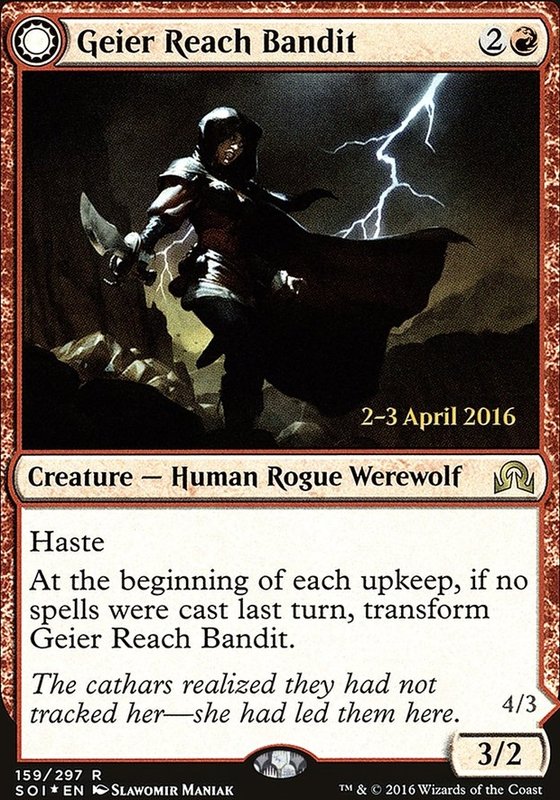 Geier Reach Bandit 2
2–3 April 2016
Creature — Human Rogue Werewolf
Haste
At the beginning of each upkeep, if no
spells were cast last turn, transform
Geier Reach Bandit.
The cathars realized they had not
tracked her—she had led them here.
4/3
3/2
159/297 R
SOI★EN Slawomir Maniak
™ & © 2016 Wizards of the Coast